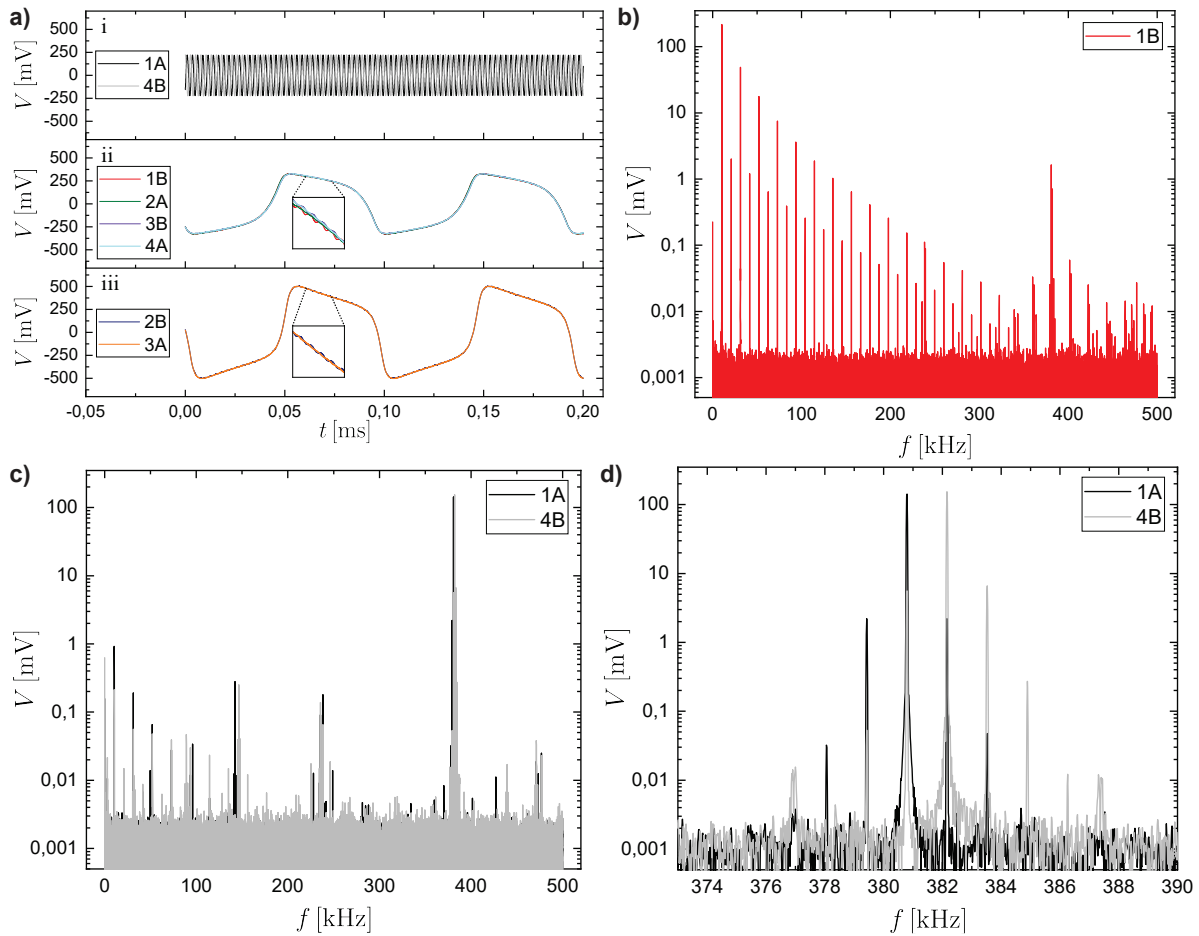 a)
i
500
250
0
-250
-500
V [mV]
1A
4B
ii
500
250
0
-250
-500
V [mV]
1B
2A
3B
4A
iii
500
250
0
-250
-500
V [mV]
2B
3A
-0,05 0,00 0,05 0,10 0,15 0,20
t [ms]
b)
1B
100
10
1
0,1
0,01
0,001
V [mV]
0 100 200 300 400 500
f [kHz]
c)
1A
4B
100
10
1
0,1
0,01
0,001
V [mV]
0 100 200 300 400 500
f [kHz]
d)
1A
4B
100
10
1
0,1
0,01
0,001
V [mV]
374 376 378 380 382 384 386 388 390
f [kHz]